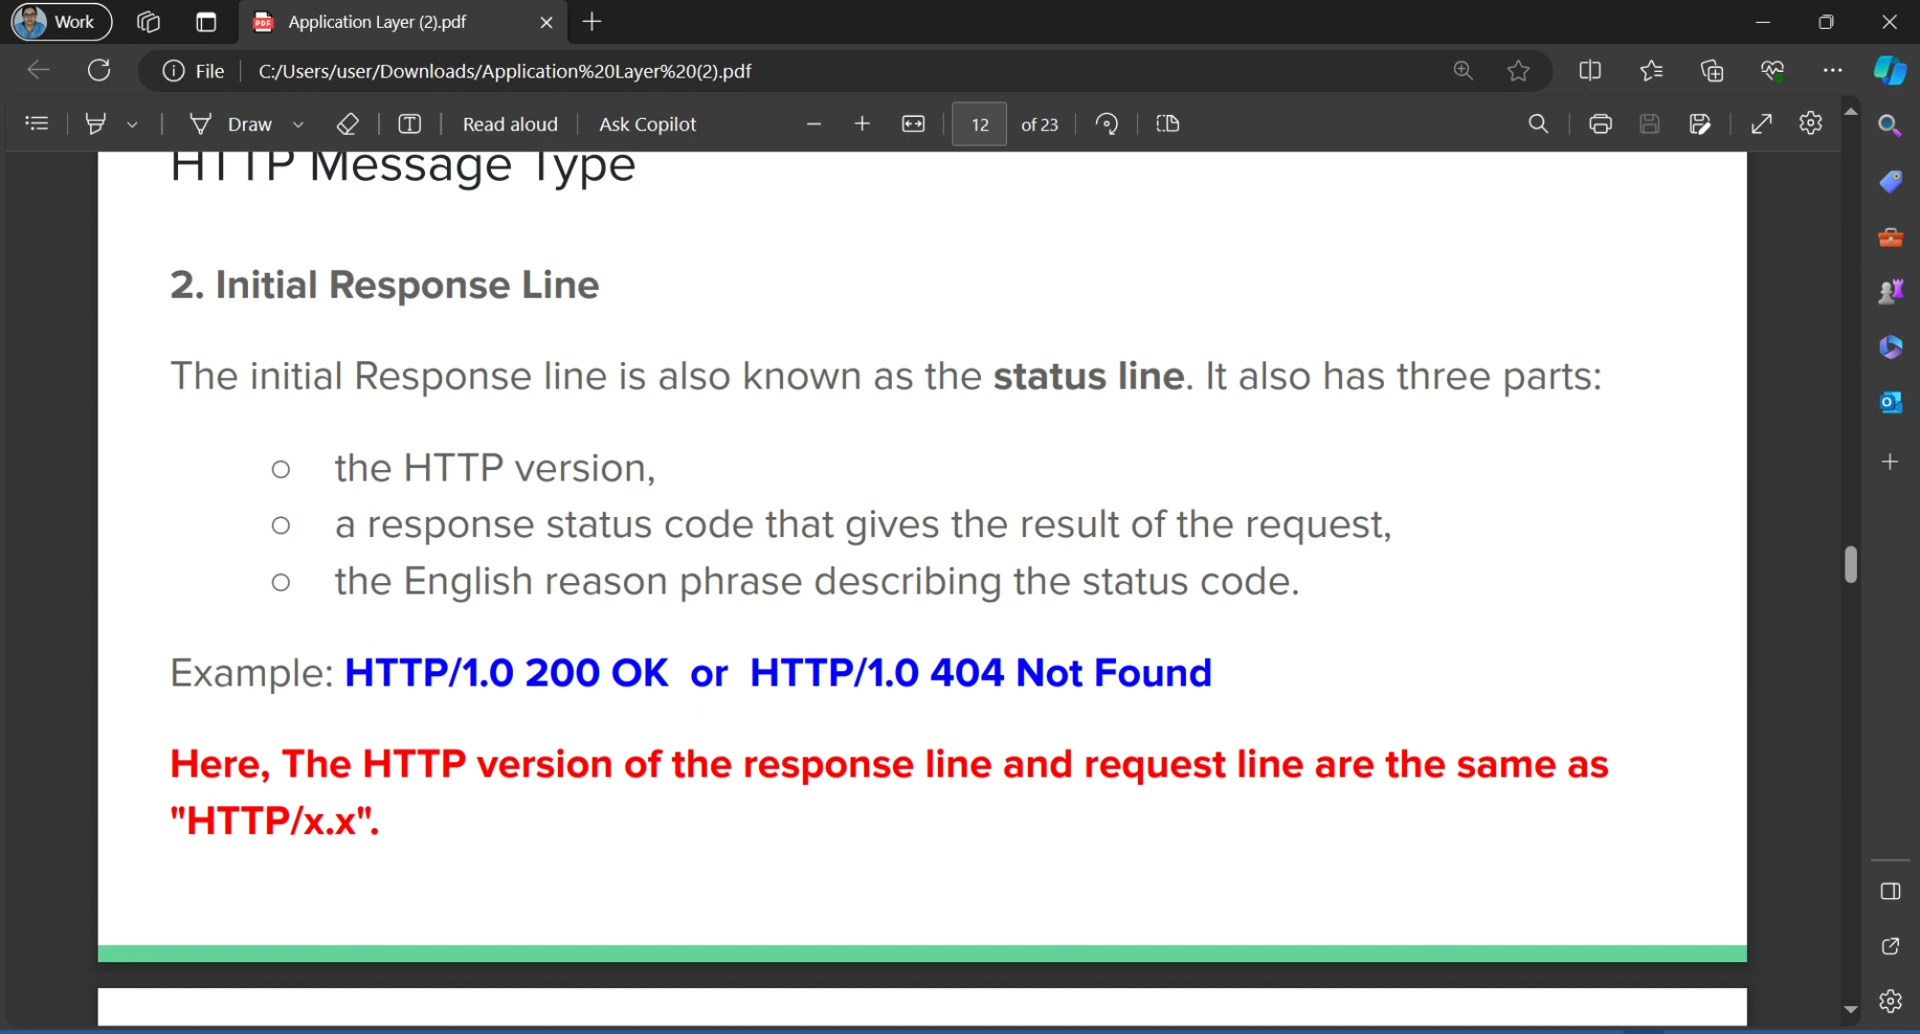 Work
Application Layer (2).pdf
File
C:/Users/user/Downloads/Application%20Layer%20(2).pdf
Draw
Read aloud
Ask Copilot
12
of 23
HTTP Message Type
2. Initial Response Line
The initial Response line is also known as the status line. It also has three parts:
○ the HTTP version,
○ a response status code that gives the result of the request,
○ the English reason phrase describing the status code.
Example: HTTP/1.0 200 OK or HTTP/1.0 404 Not Found
Here, The HTTP version of the response line and request line are the same as
"HTTP/x.x".